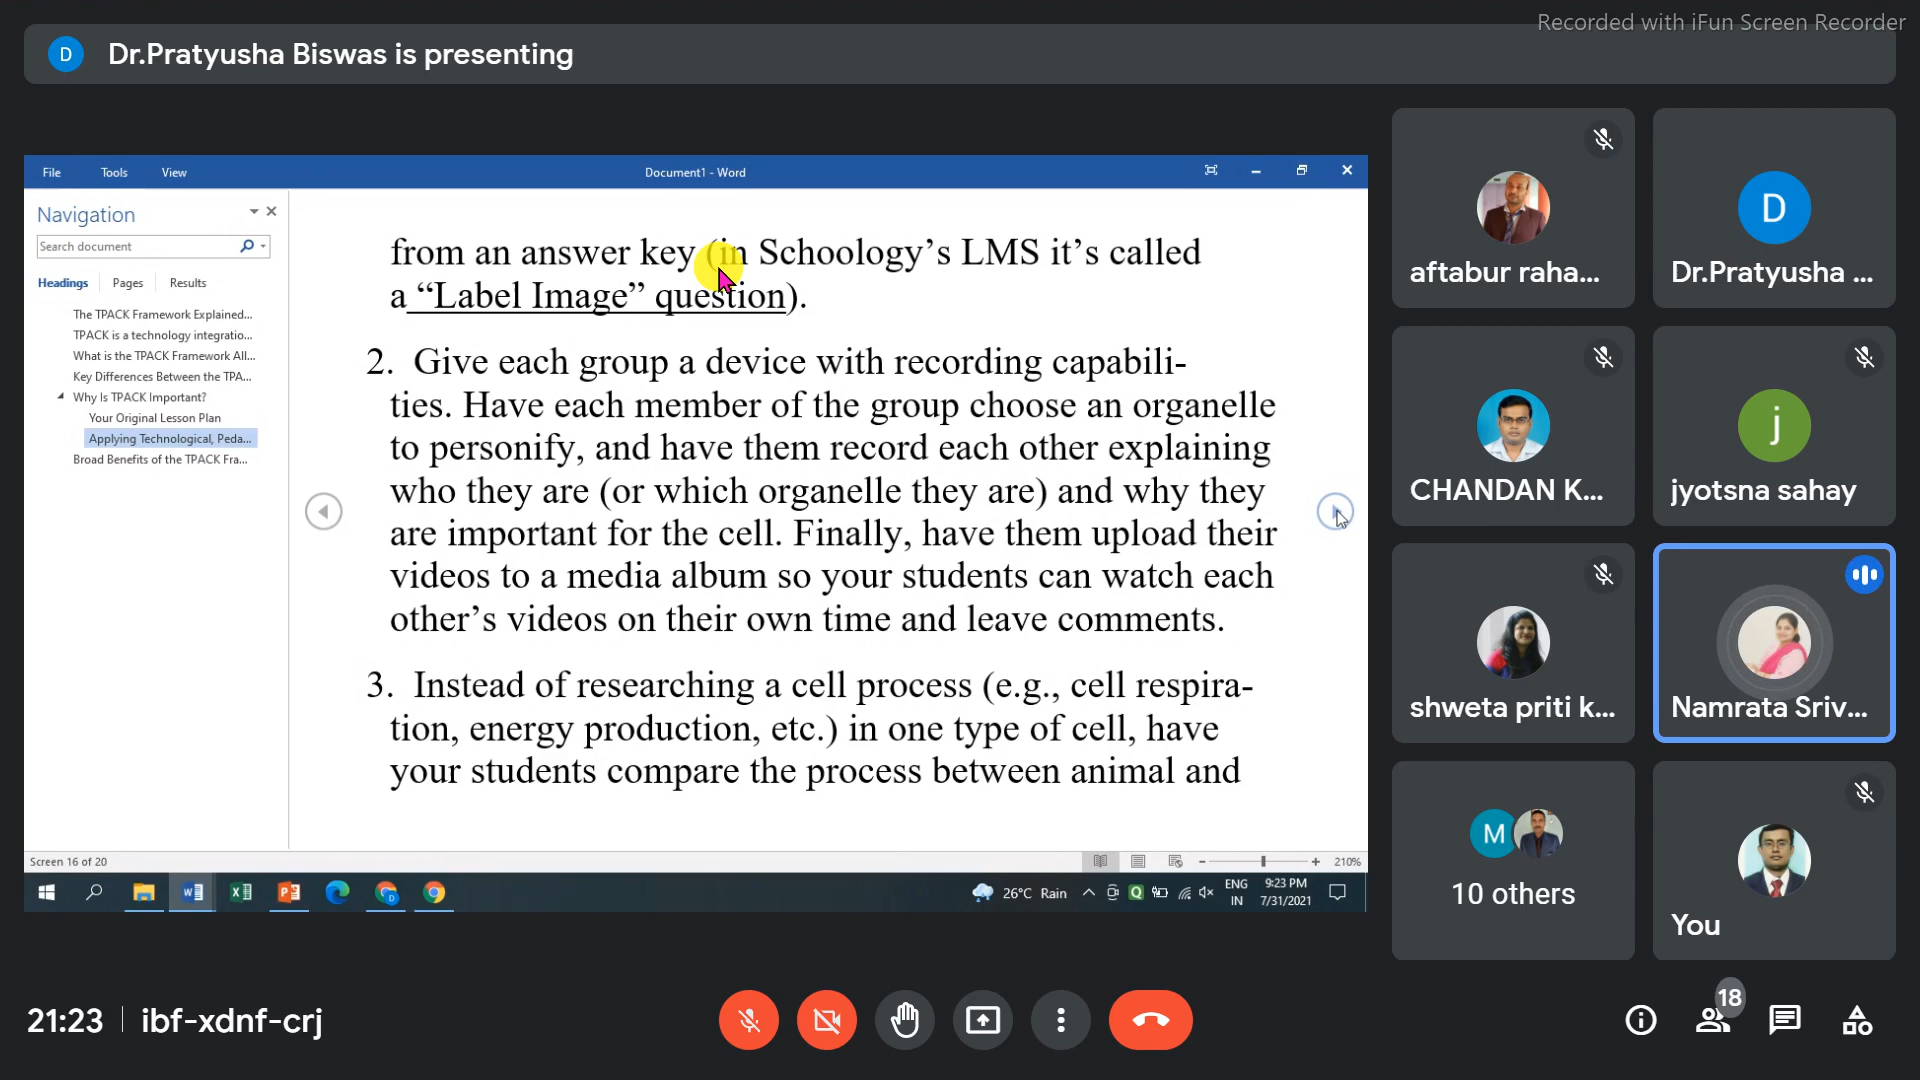 Recorded with iFun Screen Recorder
D
Dr.Pratyusha Biswas is presenting
File Tools View
Document1 - Word
Navigation
Search document
Headings Pages Results
The TPACK Framework Explained...
TPACK is a technology integratio...
What is the TPACK Framework All...
Key Differences Between the TPA...
Why Is TPACK Important?
Your Original Lesson Plan
Applying Technological, Peda...
Broad Benefits of the TPACK Fra...
from an answer key (in Schoology’s LMS it’s called
a “Label Image” question).
2. Give each group a device with recording capabili-
ties. Have each member of the group choose an organelle
to personify, and have them record each other explaining
who they are (or which organelle they are) and why they
are important for the cell. Finally, have them upload their
videos to a media album so your students can watch each
other’s videos on their own time and leave comments.
3. Instead of researching a cell process (e.g., cell respira-
tion, energy production, etc.) in one type of cell, have
your students compare the process between animal and
Screen 16 of 20
210%
26°C Rain
ENG
IN
9:23 PM
7/31/2021
aftabur raha...
D
Dr.Pratyusha ...
CHANDAN K...
j
jyotsna sahay
shweta priti k...
Namrata Sriv...
M
10 others
You
21:23
ibf-xdnf-crj
18